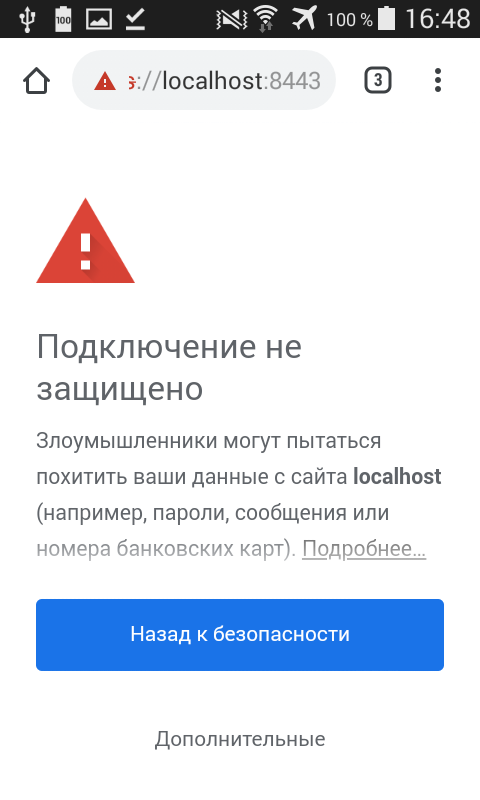 100
100 %
16:48
s://localhost:8443
3
Подключение не
защищено
Злоумышленники могут пытаться
похитить ваши данные с сайта localhost
(например, пароли, сообщения или
номера банковских карт). Подробнее…
Назад к безопасности
Дополнительные